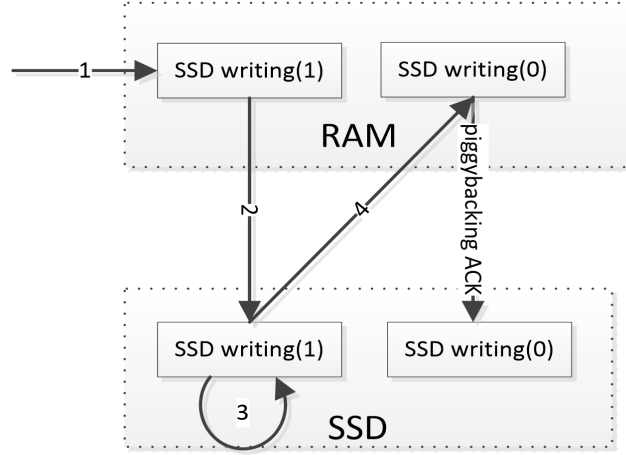 1
SSD writing(1)
SSD writing(0)
RAM
piggybacking ACK
2
4
SSD writing(1)
SSD writing(0)
3
SSD